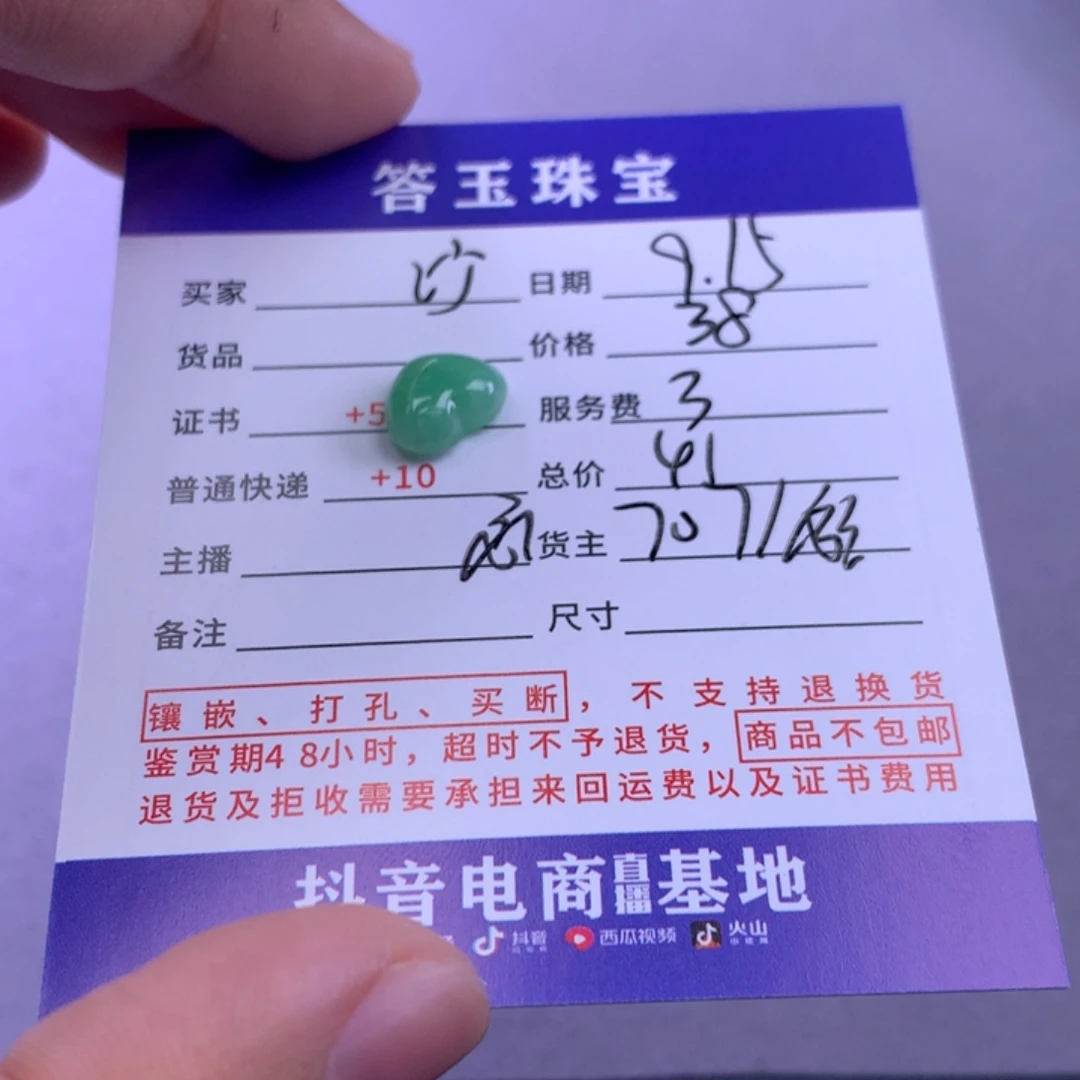 答玉珠宝
买家 日期 9.15
货品 价格 38
证书 +5 服务费 3
普通快递 +10 总价 41
主播 货主 707/
备注 尺寸
镶嵌、打孔、买断，不支持退换货
鉴赏期48小时，超时不予退货，商品不包邮
退货及拒收需要承担来回运费以及证书费用
抖音电商直播基地
抖音 西瓜视频 火山